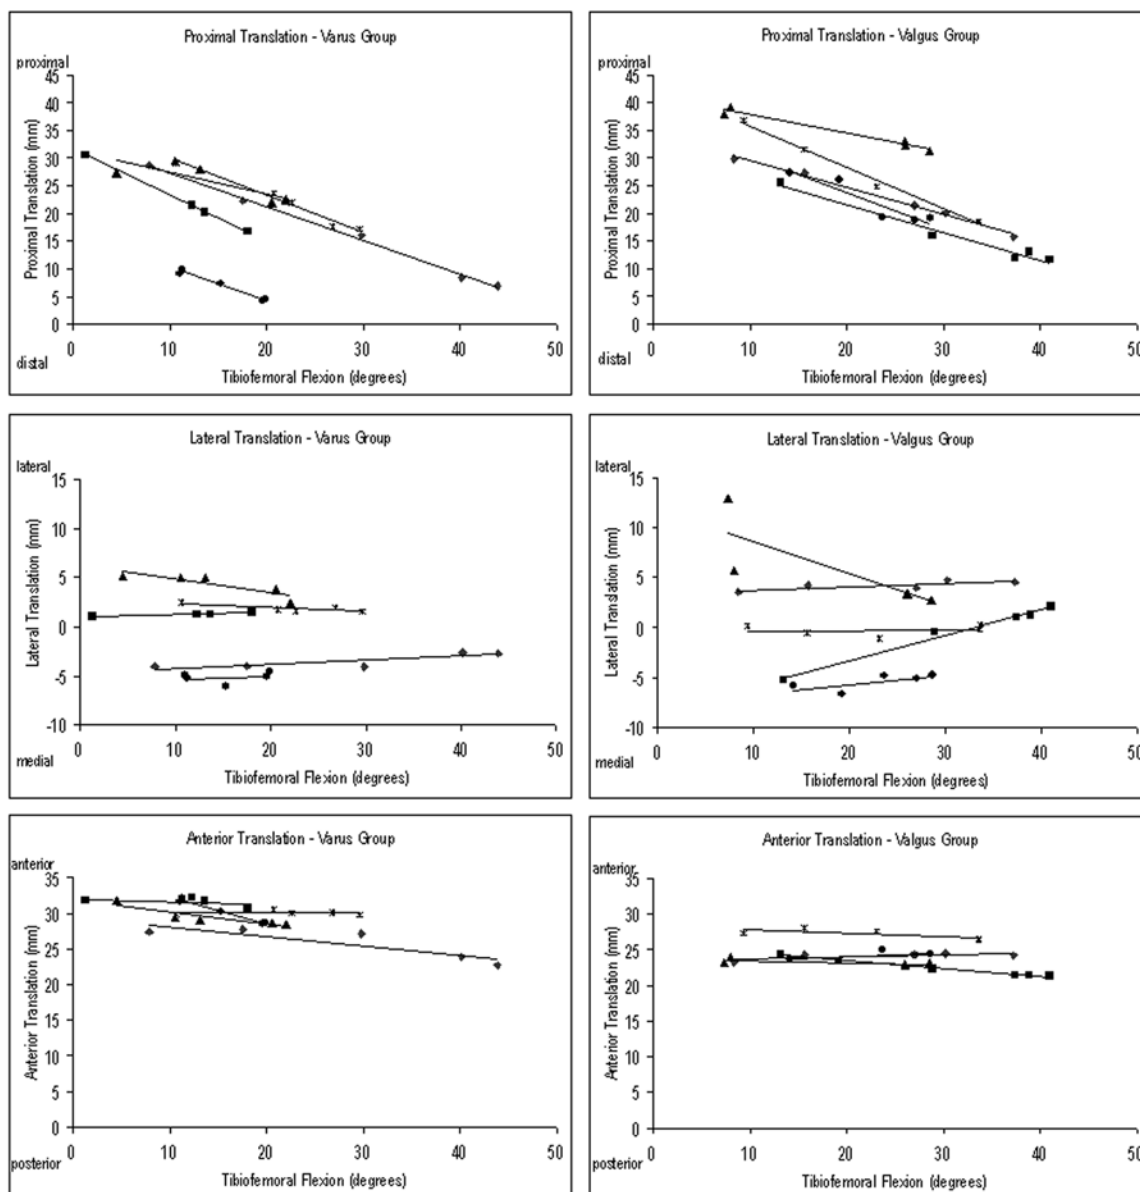 Proximal Translation - Varus Group
proximal
45
40
35
30
25
20
15
10
5
0
Proximal Translation (mm)
0 10 20 30 40 50
distal
Tibiofemoral Flexion (degrees)
Proximal Translation - Valgus Group
proximal
45
40
35
30
25
20
15
10
5
0
Proximal Translation (mm)
0 10 20 30 40 50
distal
Tibiofemoral Flexion (degrees)
Lateral Translation - Varus Group
lateral
15
10
5
0
-5
-10
Lateral Translation (mm)
0 10 20 30 40 50
medial
Tibiofemoral Flexion (degrees)
Lateral Translation - Valgus Group
lateral
15
10
5
0
-5
-10
Lateral Translation (mm)
0 10 20 30 40 50
medial
Tibiofemoral Flexion (degrees)
Anterior Translation - Varus Group
anterior
35
30
25
20
15
10
5
0
Anterior Translation (mm)
0 10 20 30 40 50
posterior
Tibiofemoral Flexion (degrees)
Anterior Translation - Valgus Group
anterior
35
30
25
20
15
10
5
0
Anterior Translation (mm)
0 10 20 30 40 50
posterior
Tibiofemoral Flexion (degrees)